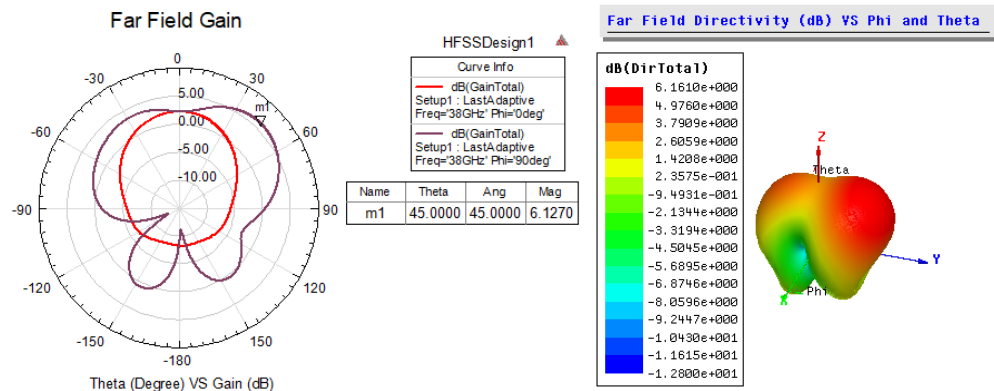 Far Field Gain
0
30
60
90
120
150
-180
-150
-120
-90
-60
-30
5.00
0.00
-5.00
-10.00
m1
Theta (Degree) VS Gain (dB)
HFSSDesign1
Curve Info
dB(GainTotal)
Setup1 : LastAdaptive
Freq='38GHz' Phi='0deg'
dB(GainTotal)
Setup1 : LastAdaptive
Freq='38GHz' Phi='90deg'
Name Theta Ang Mag
m1 45.0000 45.0000 6.1270
Far Field Directivity (dB) VS Phi and Theta
dB(DirTotal)
6.1610e+000
4.9760e+000
3.7909e+000
2.6059e+000
1.4208e+000
2.3575e-001
-9.4931e-001
-2.1344e+000
-3.3194e+000
-4.5045e+000
-5.6895e+000
-6.8746e+000
-8.0596e+000
-9.2447e+000
-1.0430e+001
-1.1615e+001
-1.2800e+001
Z
Theta
Y
Phi
X